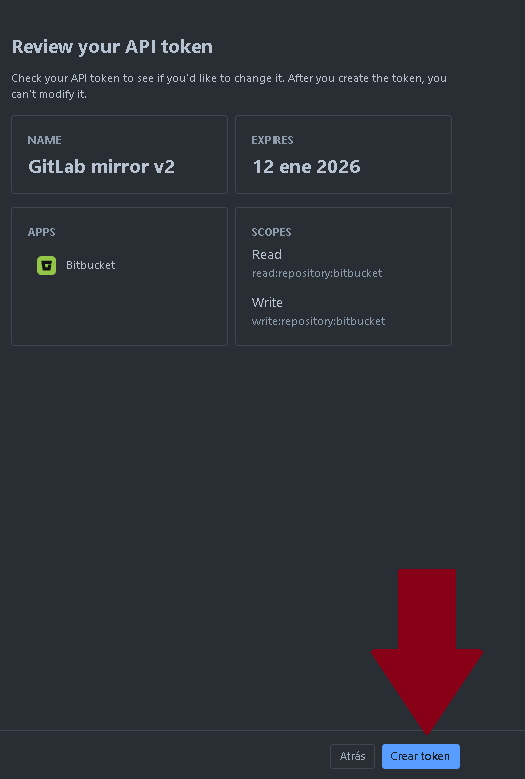 Review your API token
Check your API token to see if you'd like to change it. After you create the token, you
can't modify it.
NAME
GitLab mirror v2
EXPIRES
12 ene 2026
APPS
Bitbucket
SCOPES
Read
read:repository:bitbucket
Write
write:repository:bitbucket
Atrás
Crear token